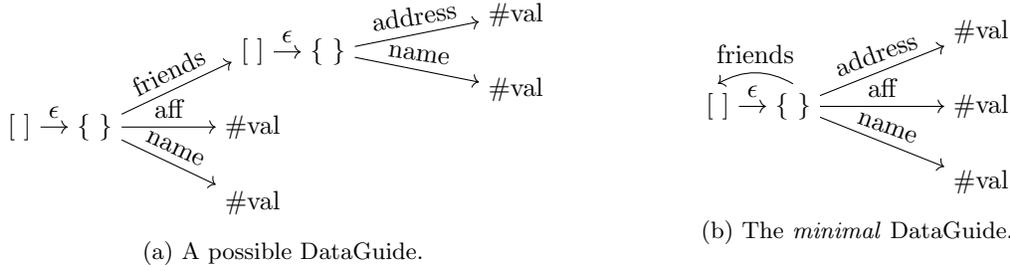 address
#val
friends
[ ] ϵ { }
name
#val
[ ] ϵ { }
aff
#val
name
#val
(a) A possible DataGuide.
friends
[ ] ϵ { }
address
#val
aff
#val
name
#val
(b) The minimal DataGuide.